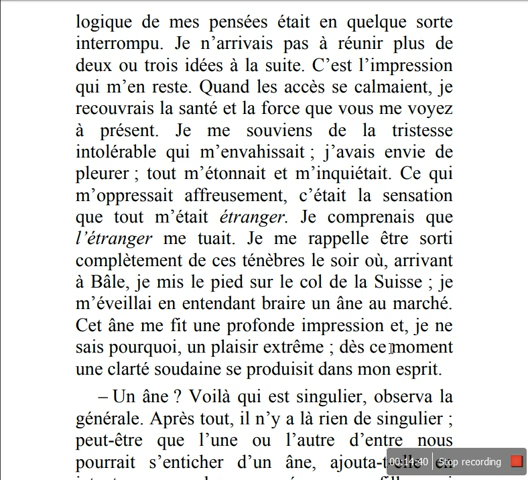 logique de mes pensées était en quelque sorte
interrompu. Je n’arrivais pas à réunir plus de
deux ou trois idées à la suite. C’est l’impression
qui m’en reste. Quand les accès se calmaient, je
recouvrais la santé et la force que vous me voyez
à présent. Je me souviens de la tristesse
intolérable qui m’envahissait ; j’avais envie de
pleurer ; tout m’étonnait et m’inquiétait. Ce qui
m’oppressait affreusement, c’était la sensation
que tout m’était étranger. Je comprenais que
l’étranger me tuait. Je me rappelle être sorti
complètement de ces ténèbres le soir où, arrivant
à Bâle, je mis le pied sur le col de la Suisse ; je
m’éveillai en entendant braire un âne au marché.
Cet âne me fit une profonde impression et, je ne
sais pourquoi, un plaisir extrême ; dès ce moment
une clarté soudaine se produisit dans mon esprit.
– Un âne ? Voilà qui est singulier, observa la
générale. Après tout, il n’y a là rien de singulier ;
peut-être que l’une ou l’autre d’entre nous
pourrait s’enticher d’un âne, ajouta-t-elle en
00:14:40 Stop recording